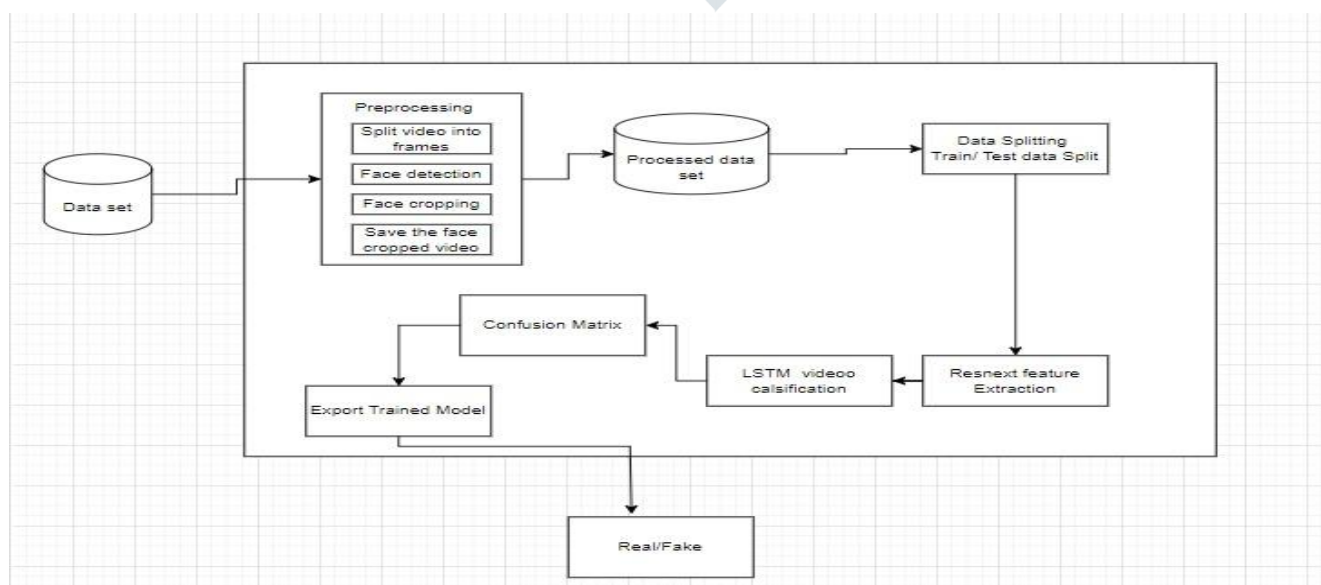 Data set
Preprocessing
Split video into
frames
Face detection
Face cropping
Save the face
cropped video
Processed data
set
Data Splitting
Train/ Test data Split
Resnext feature
Extraction
LSTM videoo
calsification
Confusion Matrix
Export Trained Model
Real/Fake